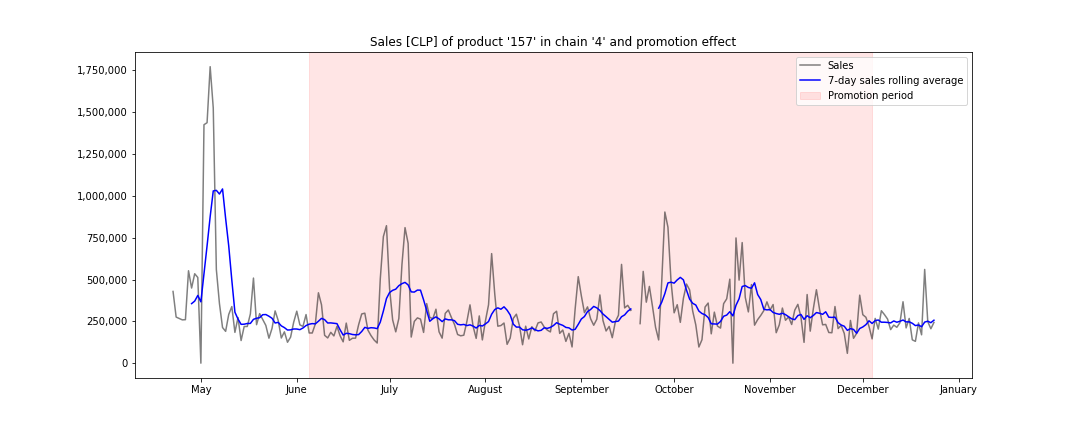 Sales [CLP] of product '157' in chain '4' and promotion effect
Sales
7-day sales rolling average
Promotion period
1,750,000
1,500,000
1,250,000
1,000,000
750,000
500,000
250,000
0
May
June
July
August
September
October
November
December
January